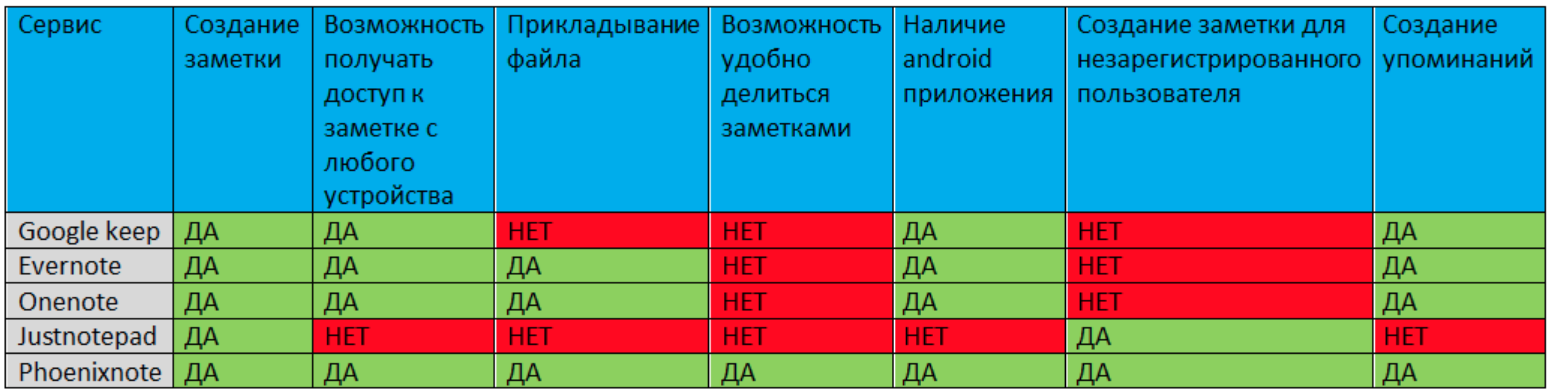 Сервис Создание заметки Возможность получать доступ к заметке с любого устройства Прикладывание файла Возможность удобно делиться заметками Наличие android приложения Создание заметки для незарегистрированного пользователя Создание упоминаний
Google keep ДА ДА НЕТ НЕТ ДА НЕТ ДА
Evernote ДА ДА ДА НЕТ ДА НЕТ ДА
Onenote ДА ДА ДА НЕТ ДА НЕТ ДА
Justnotepad ДА НЕТ НЕТ НЕТ НЕТ ДА НЕТ
Phoenixnote ДА ДА ДА ДА ДА ДА ДА